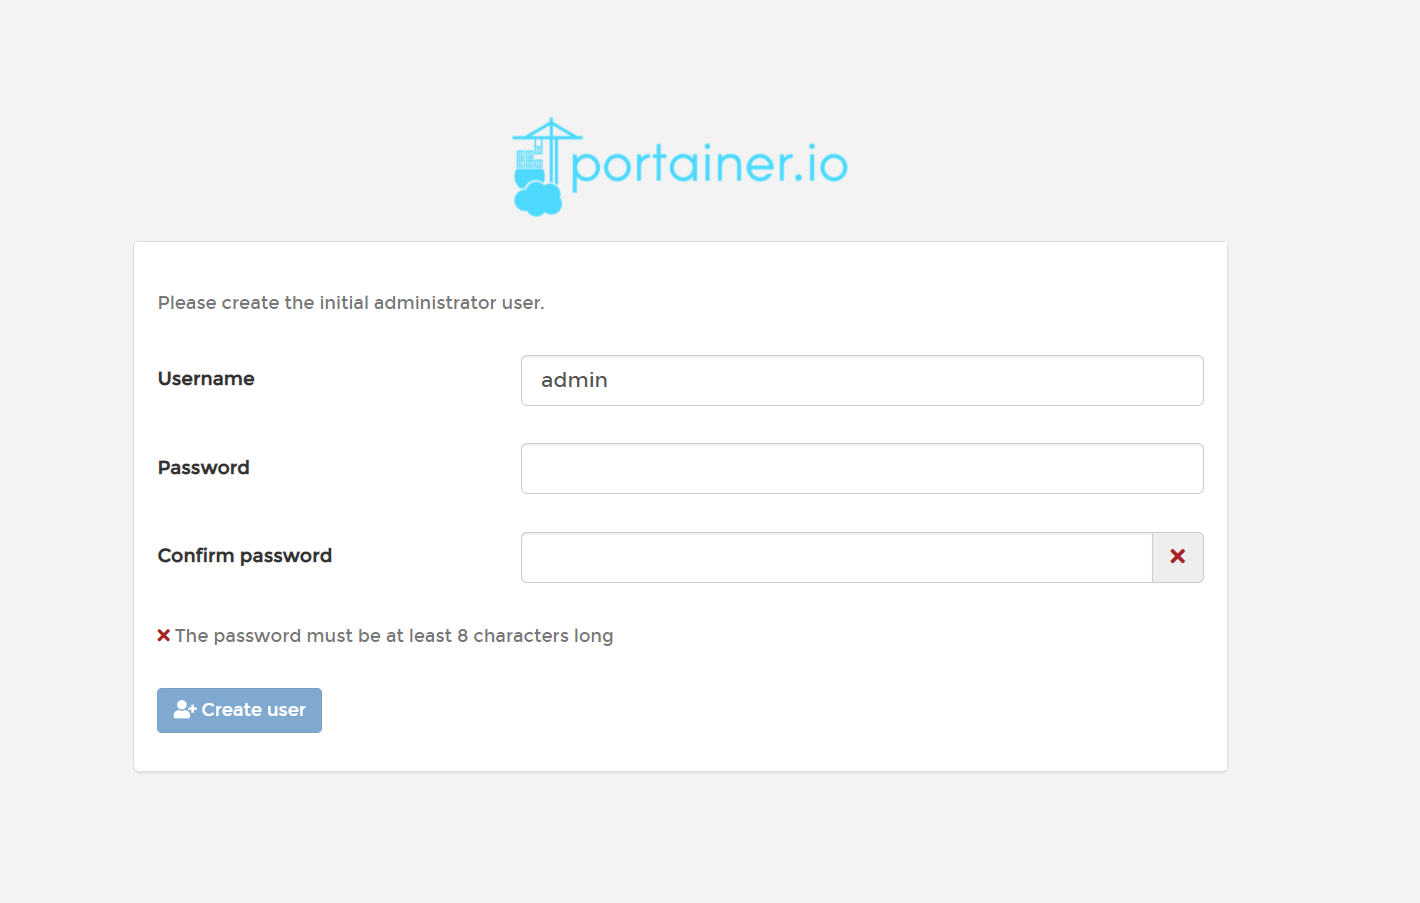 portainer.io
Please create the initial administrator user.
Username
admin
Password
Confirm password
The password must be at least 8 characters long
Create user